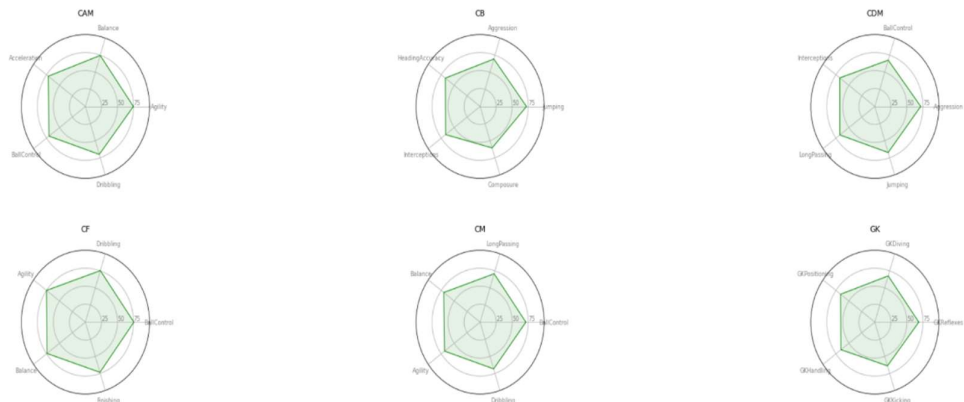 CAM
Balance
Acceleration
25 50 75
Agility
BallControl
Dribbling
CB
Aggression
HeadingAccuracy
25 50 75
Jumping
Interceptions
Composure
CDM
BallControl
Interceptions
25 50 75
Aggression
LongPassing
Jumping
CF
Dribbling
Agility
25 50 75
BallControl
Balance
Finishing
CM
LongPassing
Balance
25 50 75
BallControl
Agility
Dribbling
GK
GKDiving
GKPositioning
25 50 75
GKReflexes
GKHandling
GKKicking